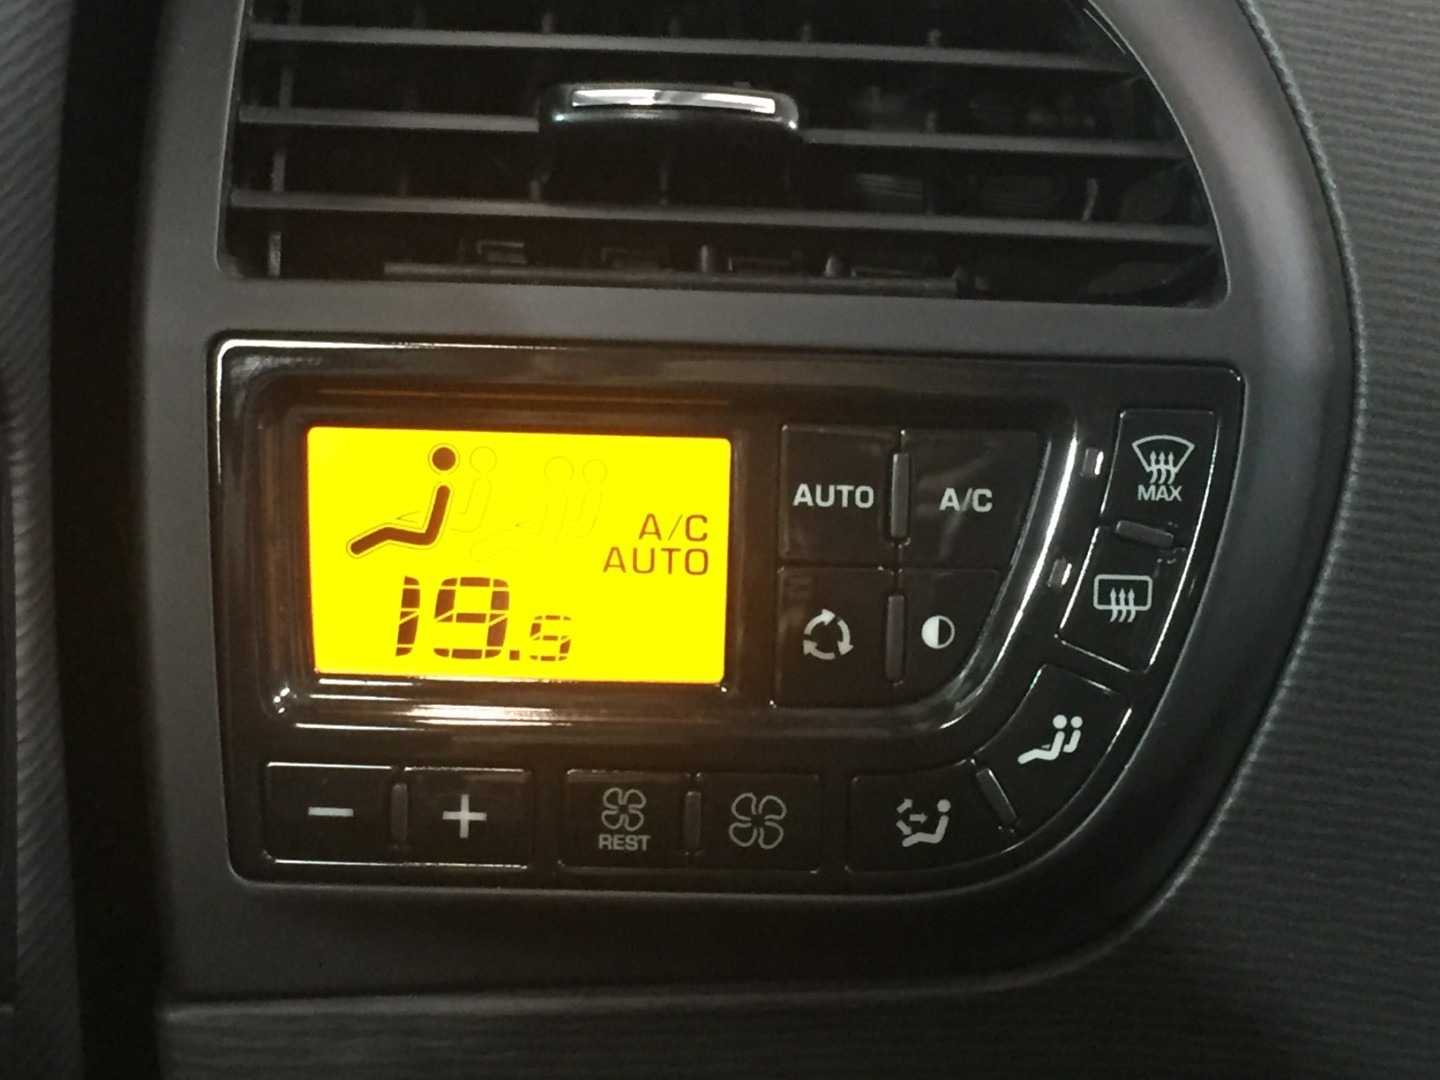 A/C
AUTO
19.5
AUTO
A/C
MAX
− +
REST